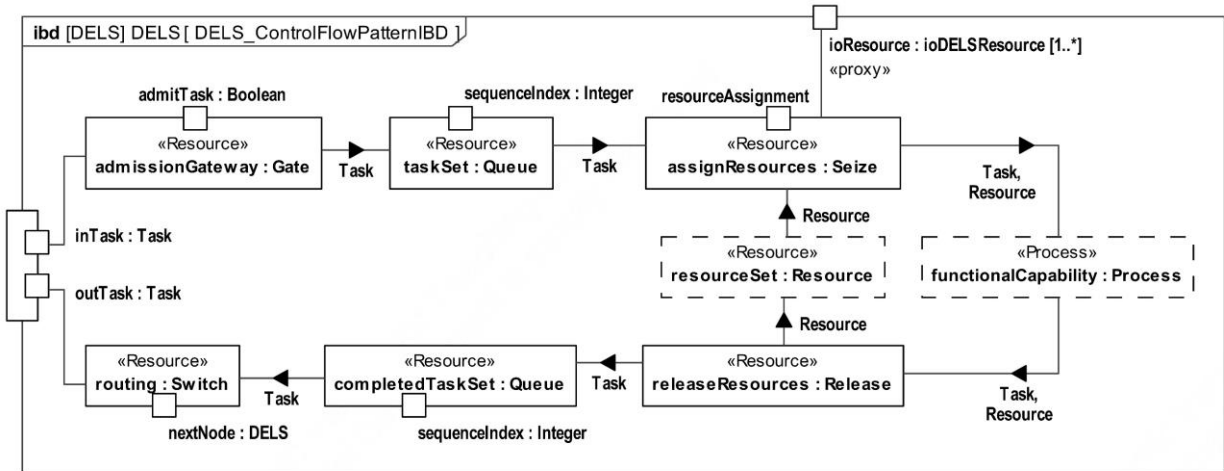 ibd [DELS] DELS [ DELS_ControlFlowPatternIBD ]
ioResource : ioDELSResource [1..*]
«proxy»
admitTask : Boolean
sequenceIndex : Integer
resourceAssignment
«Resource»
admissionGateway : Gate
Task
«Resource»
taskSet : Queue
Task
«Resource»
assignResources : Seize
Task,
Resource
Resource
inTask : Task
«Resource»
resourceSet : Resource
«Process»
functionalCapability : Process
outTask : Task
Resource
«Resource»
routing : Switch
Task
«Resource»
completedTaskSet : Queue
Task
«Resource»
releaseResources : Release
Task,
Resource
nextNode : DELS
sequenceIndex : Integer